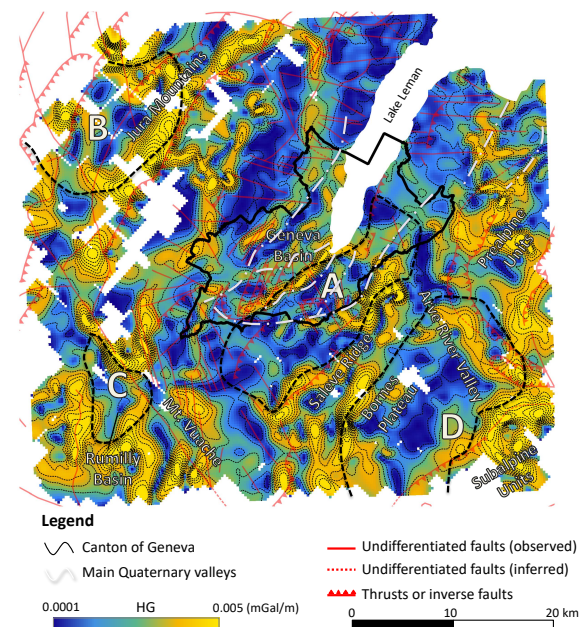 Jura Mountains
B
Lake Leman
Geneva
Basin
A
Prealpine
Units
Arve River Valley
C
Salève Ridge
Bornes
Plateau
Mt. Vuache
D
Rumilly
Basin
Subalpine
Units
Legend
Canton of Geneva
Main Quaternary valleys
Undifferentiated faults (observed)
Undifferentiated faults (inferred)
Thrusts or inverse faults
0.0001 HG 0.005 (mGal/m)
0 10 20 km